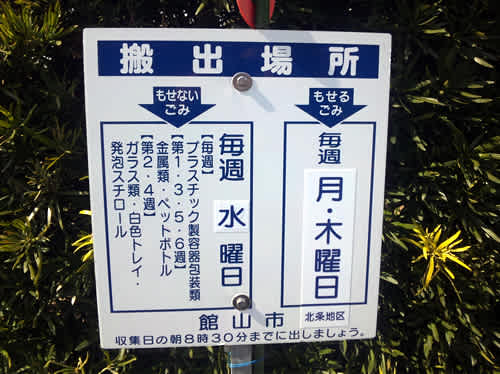 搬出場所
もせる
ごみ
毎週
月・木曜日
もせない
ごみ
毎週 水曜日
【毎週】
プラスチック製容器包装類
【第1・3・5・6週】
金属類・ペットボトル
【第2・4週】
ガラス類・白色トレイ・
発泡スチロール
館山市 北条地区
収集日の朝8時30分までに出しましょう。